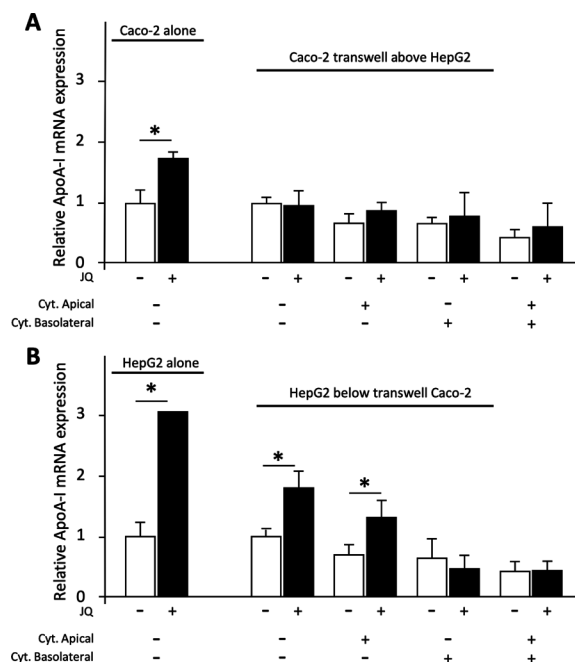 A
Caco-2 alone
Caco-2 transwell above HepG2
Relative ApoA-I mRNA expression
3
2
1
0
*
JQ - + - + - + - + - +
Cyt. Apical - - + - +
Cyt. Basolateral - - - + +
B
HepG2 alone
HepG2 below transwell Caco-2
Relative ApoA-I mRNA expression
3
2
1
0
* * *
JQ - + - + - + - + - +
Cyt. Apical - - + - +
Cyt. Basolateral - - - + +